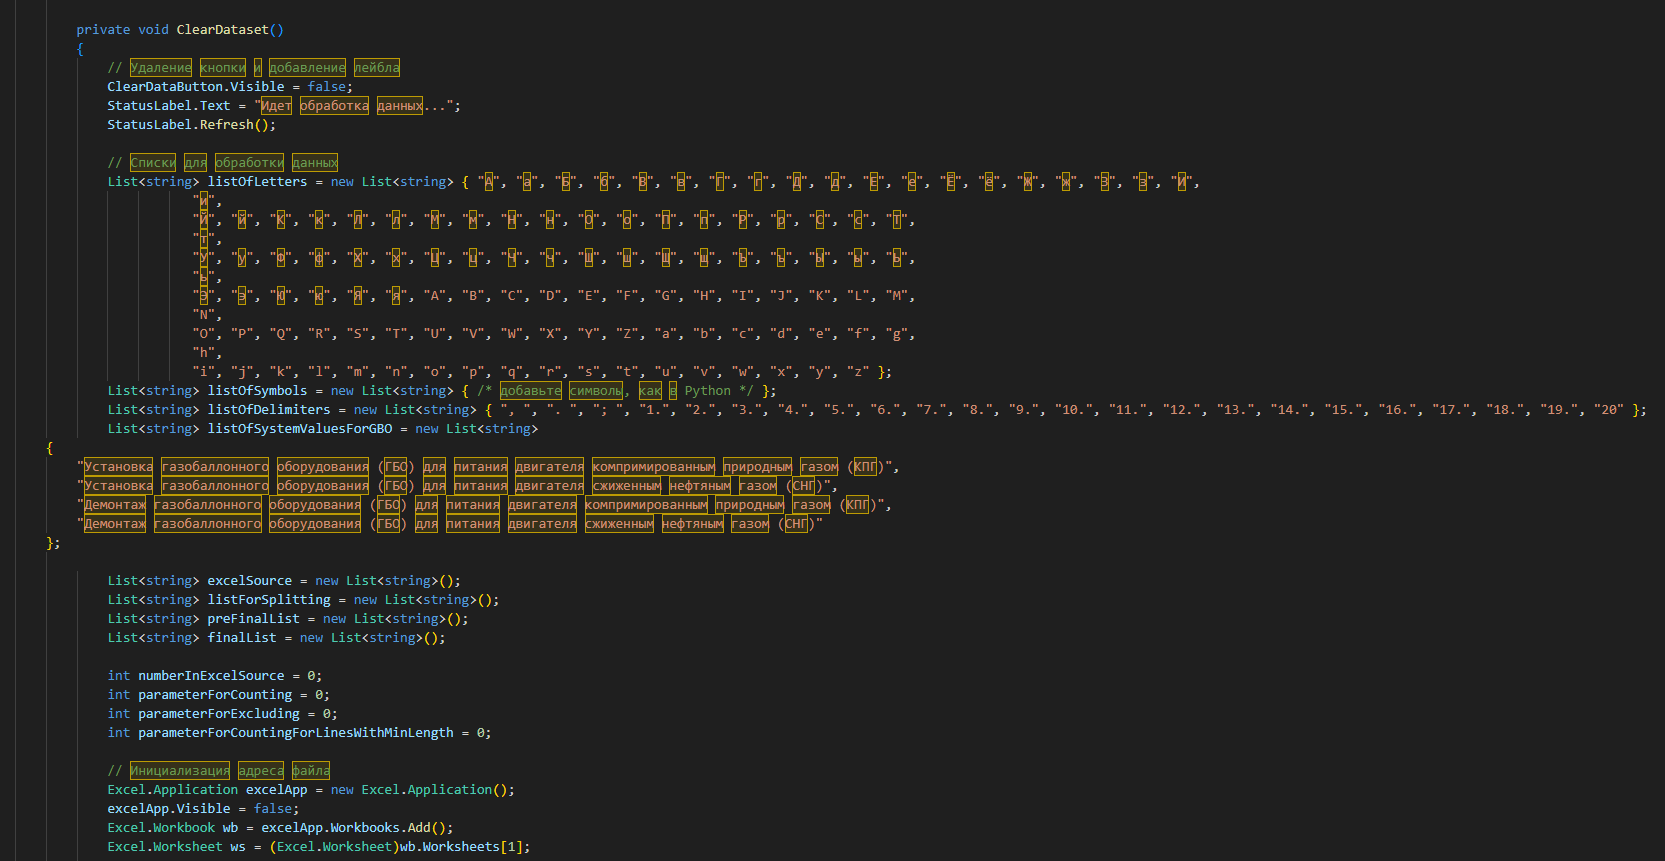 private void ClearDataset()
{
// Удаление кнопки и добавление лейбла
ClearDataButton.Visible = false;
StatusLabel.Text = "Идет обработка данных...";
StatusLabel.Refresh();
// Списки для обработки данных
List<string> listOfLetters = new List<string> { "А", "а", "Б", "б", "В", "в", "Г", "г", "Д", "д", "Е", "е", "Ё", "ё", "Ж", "ж", "З", "з", "И",
"и",
"Й", "й", "К", "к", "Л", "л", "М", "м", "Н", "н", "О", "о", "П", "п", "Р", "р", "С", "с", "Т",
"т",
"У", "у", "Ф", "ф", "Х", "х", "Ц", "ц", "Ч", "ч", "Ш", "ш", "Щ", "щ", "Ъ", "ъ", "Ы", "ы", "Ь",
"ь",
"Э", "э", "Ю", "ю", "Я", "я", "A", "B", "C", "D", "E", "F", "G", "H", "I", "J", "K", "L", "M",
"N",
"O", "P", "Q", "R", "S", "T", "U", "V", "W", "X", "Y", "Z", "a", "b", "c", "d", "e", "f", "g",
"h",
"i", "j", "k", "l", "m", "n", "o", "p", "q", "r", "s", "t", "u", "v", "w", "x", "y", "z" };
List<string> listOfSymbols = new List<string> { /* добавьте символы, как в Python */ };
List<string> listOfDelimiters = new List<string> { ", ", ". ", "; ", "1.", "2.", "3.", "4.", "5.", "6.", "7.", "8.", "9.", "10.", "11.", "12.", "13.", "14.", "15.", "16.", "17.", "18.", "19.", "20" };
List<string> listOfSystemValuesForGBO = new List<string>
{
"Установка газобаллонного оборудования (ГБО) для питания двигателя компримированным природным газом (КПГ)",
"Установка газобаллонного оборудования (ГБО) для питания двигателя сжиженным нефтяным газом (СНГ)",
"Демонтаж газобаллонного оборудования (ГБО) для питания двигателя компримированным природным газом (КПГ)",
"Демонтаж газобаллонного оборудования (ГБО) для питания двигателя сжиженным нефтяным газом (СНГ)"
};
List<string> excelSource = new List<string>();
List<string> listForSplitting = new List<string>();
List<string> preFinalList = new List<string>();
List<string> finalList = new List<string>();
int numberInExcelSource = 0;
int parameterForCounting = 0;
int parameterForExcluding = 0;
int parameterForCountingForLinesWithMinLength = 0;
// Инициализация адреса файла
Excel.Application excelApp = new Excel.Application();
excelApp.Visible = false;
Excel.Workbook wb = excelApp.Workbooks.Add();
Excel.Worksheet ws = (Excel.Worksheet)wb.Worksheets[1];